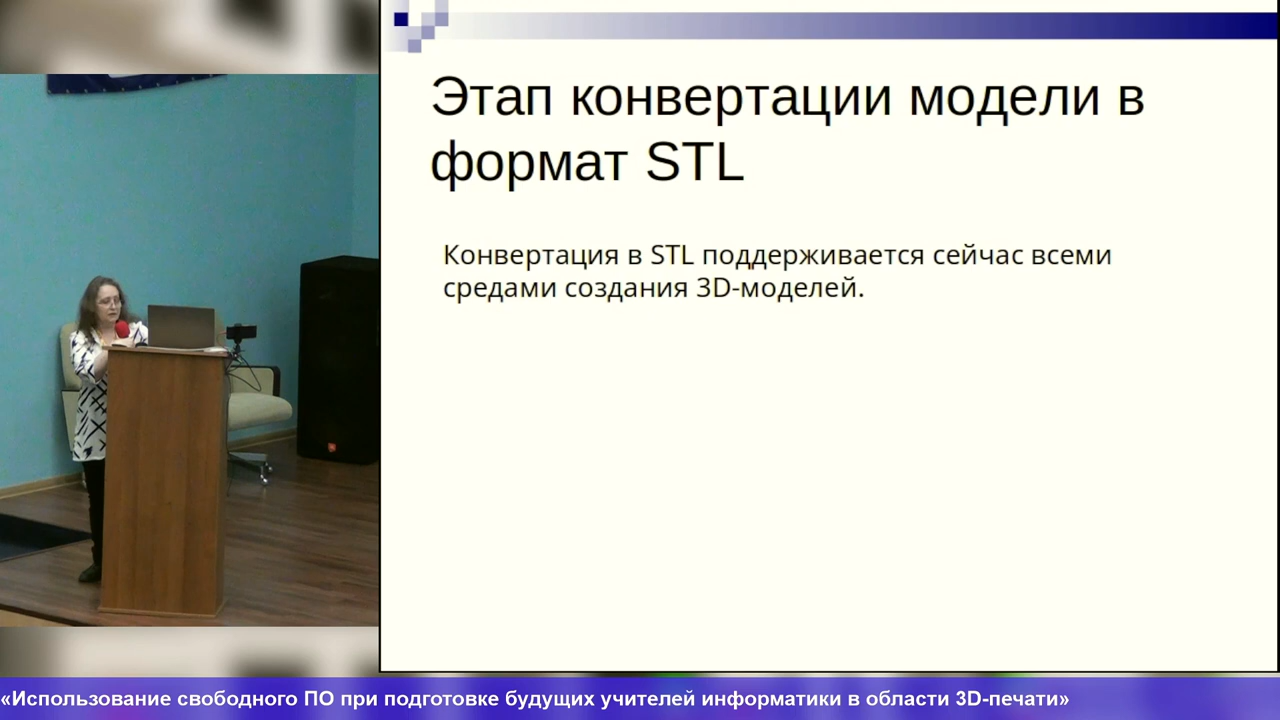 Этап конвертации модели в
формат STL
Конвертация в STL поддерживается сейчас всеми
средами создания 3D-моделей.
«Использование свободного ПО при подготовке будущих учителей информатики в области 3D-печати»